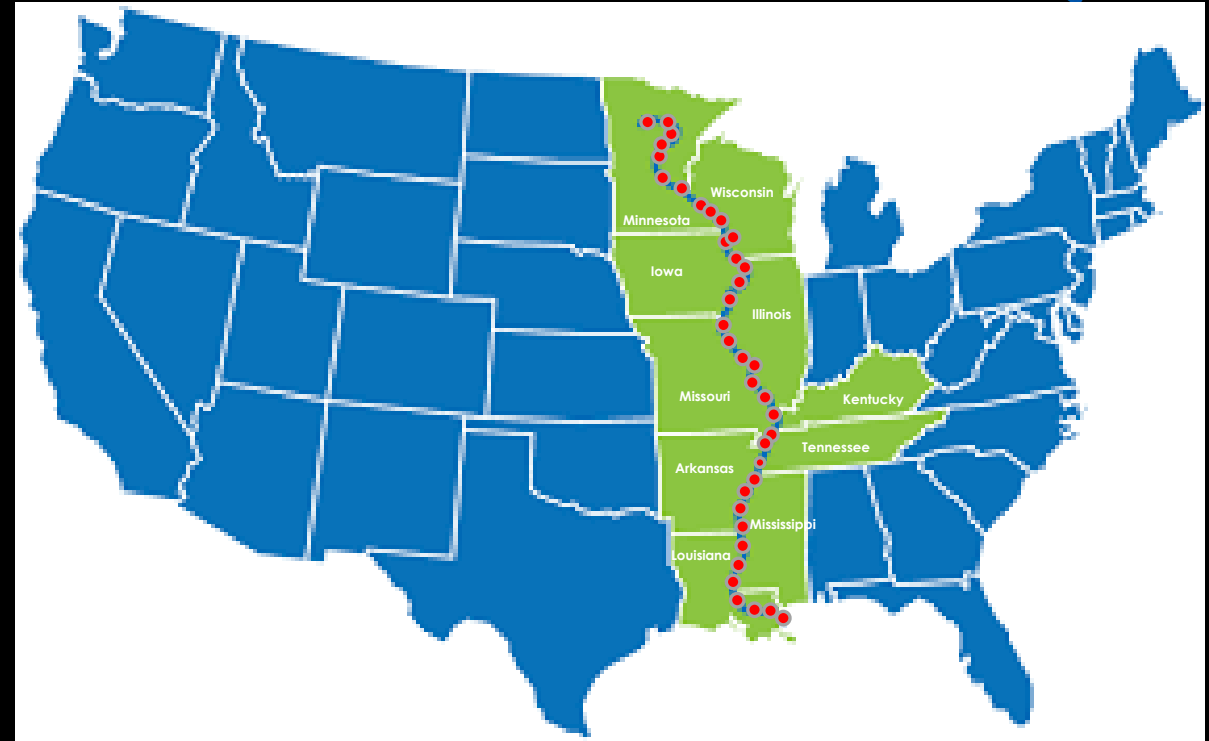 Wisconsin
Minnesota
Iowa
Illinois
Missouri
Kentucky
Tennessee
Arkansas
Mississippi
Louisiana